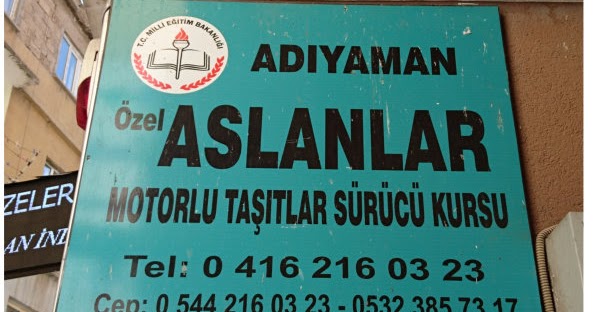 T.C. MİLLİ EĞİTİM BAKANLIĞI
ADIYAMAN
Özel ASLANLAR
MOTORLU TAŞITLAR SÜRÜCÜ KURSU
Tel: 0 416 216 03 23
Cep: 0 544 216 03 23 - 0532 385 73 17
ZELER
AN İNE